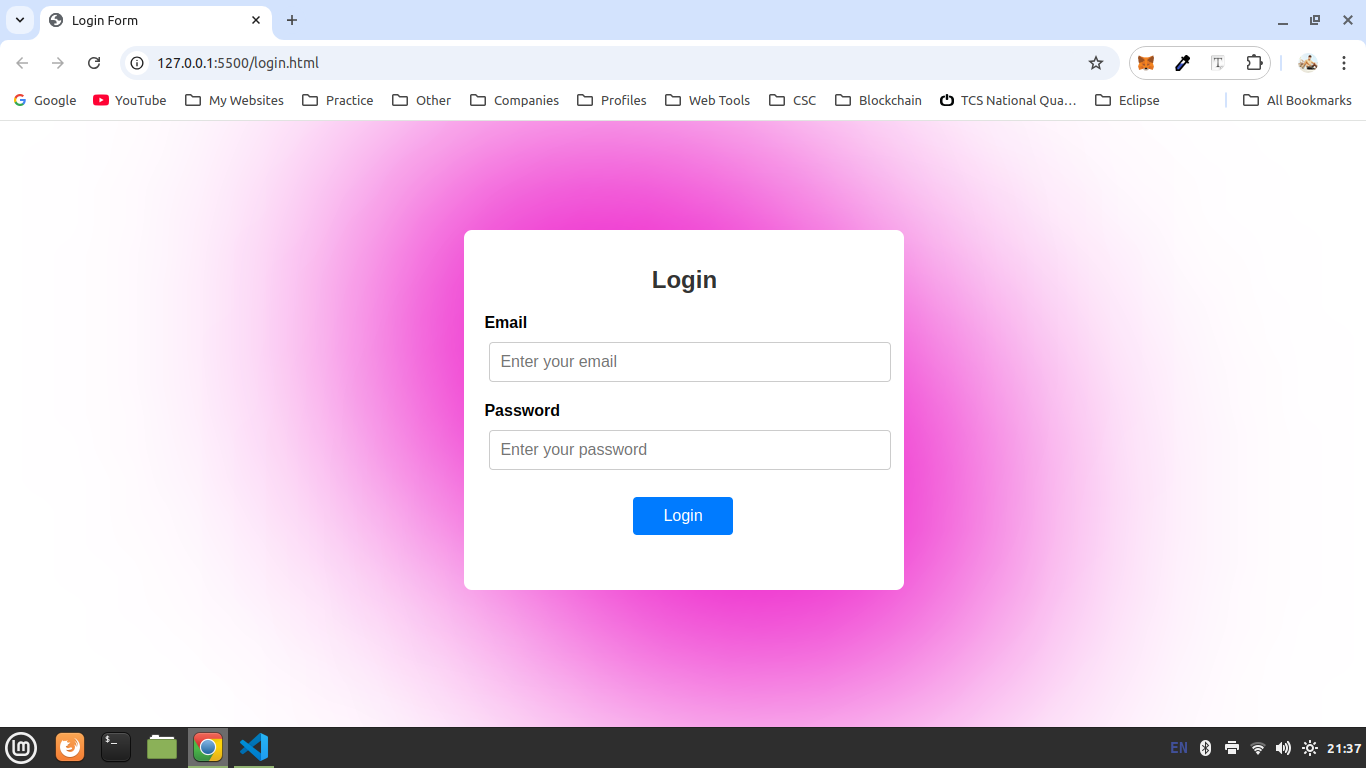 Login Form
127.0.0.1:5500/login.html
Google YouTube My Websites Practice Other Companies Profiles Web Tools CSC Blockchain TCS National Qua... Eclipse All Bookmarks
Login
Email
Enter your email
Password
Enter your password
Login
EN 21:37